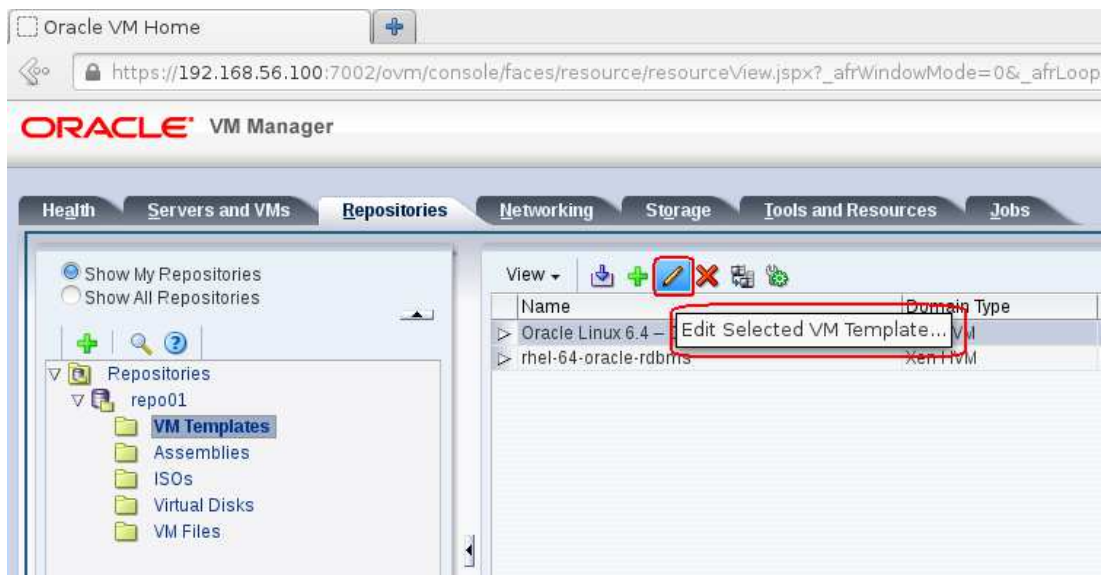 Oracle VM Home
https://192.168.56.100:7002/ovm/console/faces/resource/resourceView.jspx?_afrWindowMode=0&_afrLoop
ORACLE VM Manager
Health Servers and VMs Repositories Networking Storage Tools and Resources Jobs
Show My Repositories
Show All Repositories
Repositories
repo01
VM Templates
Assemblies
ISOs
Virtual Disks
VM Files
View
Name Domain Type
Oracle Linux 6.4 –
Edit Selected VM Template...
rhel-64-oracle-rdbms Xen HVM